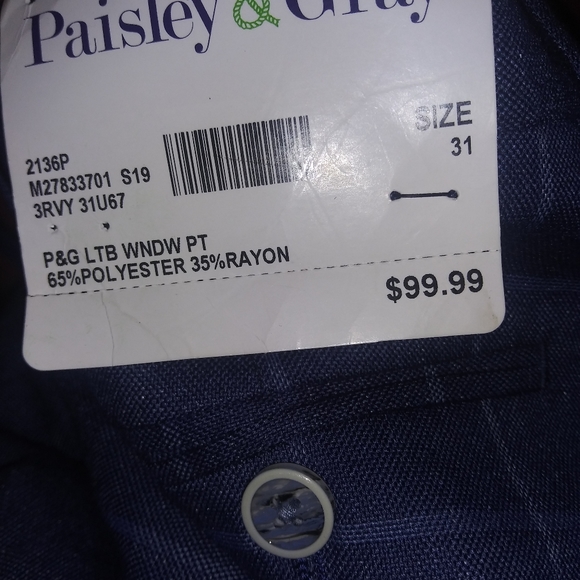 Paisley & Gray
SIZE
31
2136P
M27833701 S19
3RVY 31U67
P&G LTB WNDW PT
65%POLYESTER 35%RAYON
$99.99